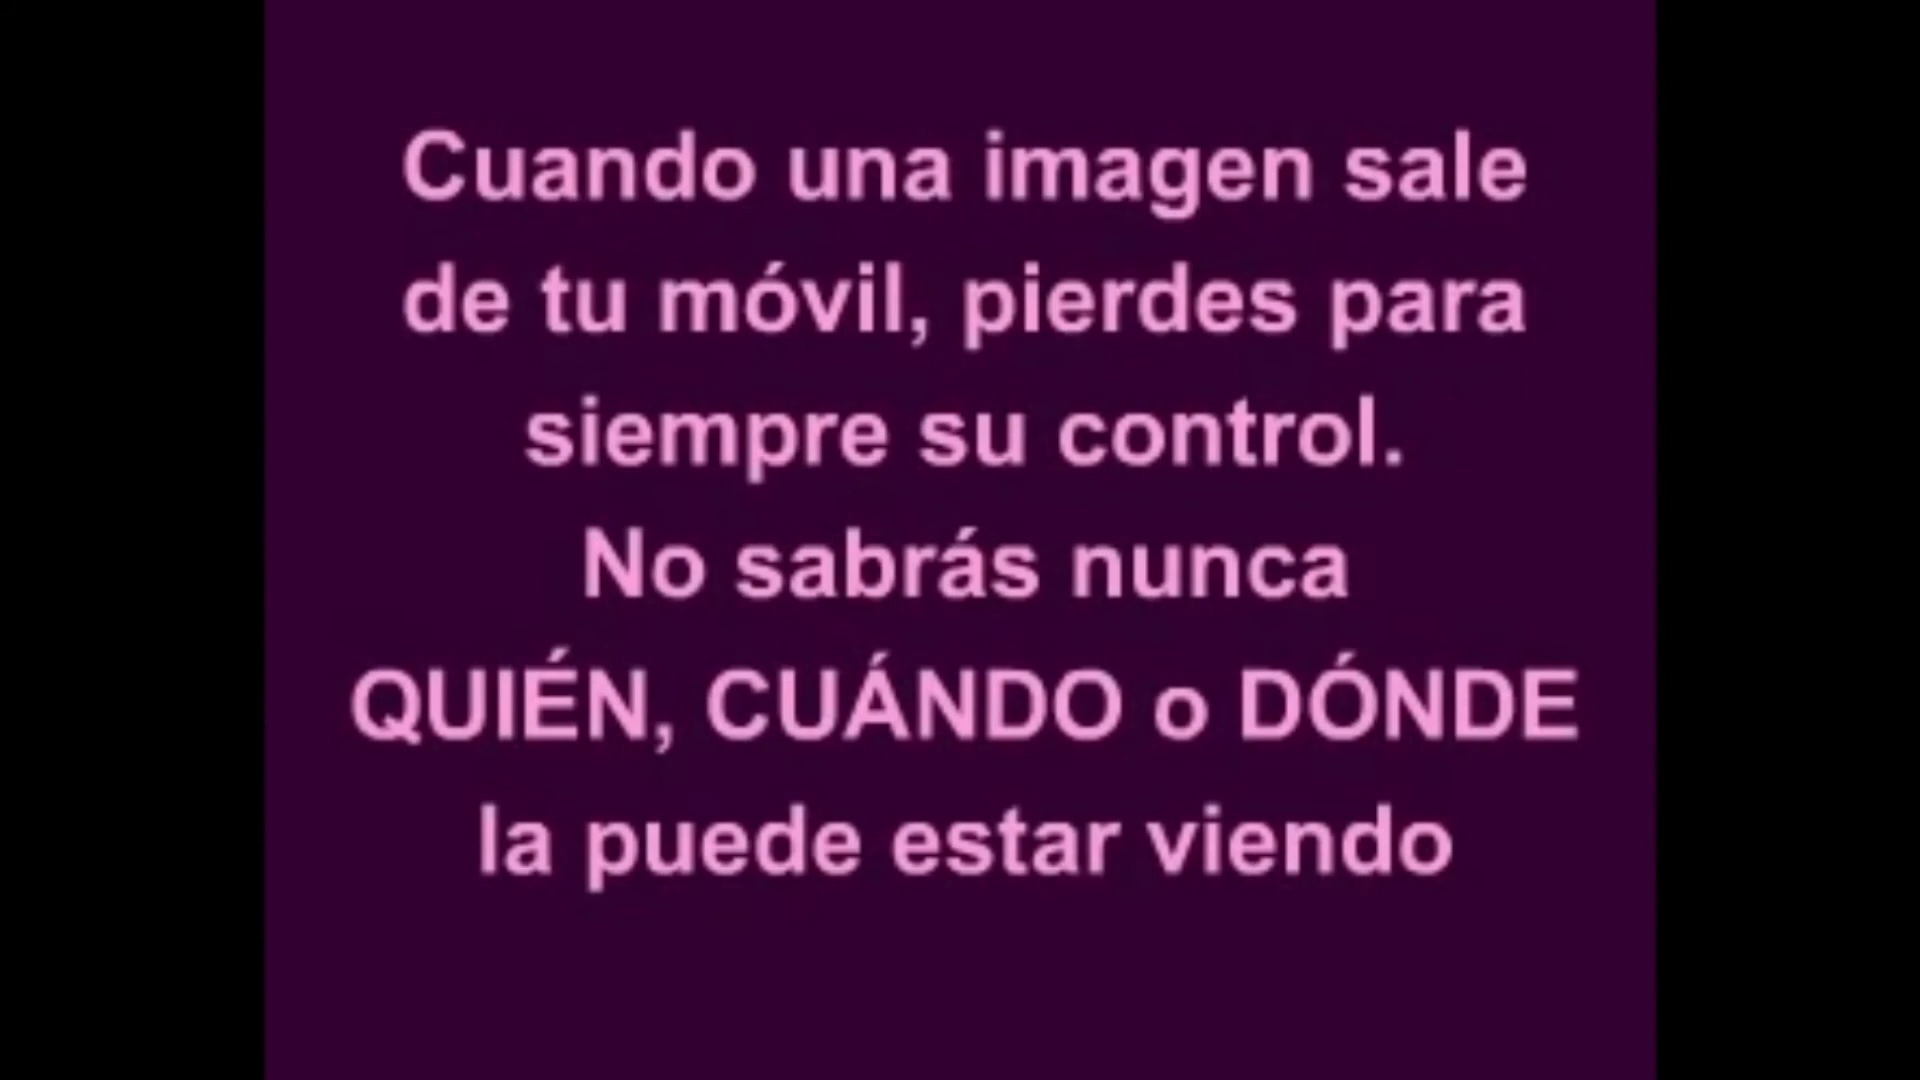 Cuando una imagen sale
de tu móvil, pierdes para
siempre su control.
No sabrás nunca
QUIÉN, CUÁNDO o DÓNDE
la puede estar viendo